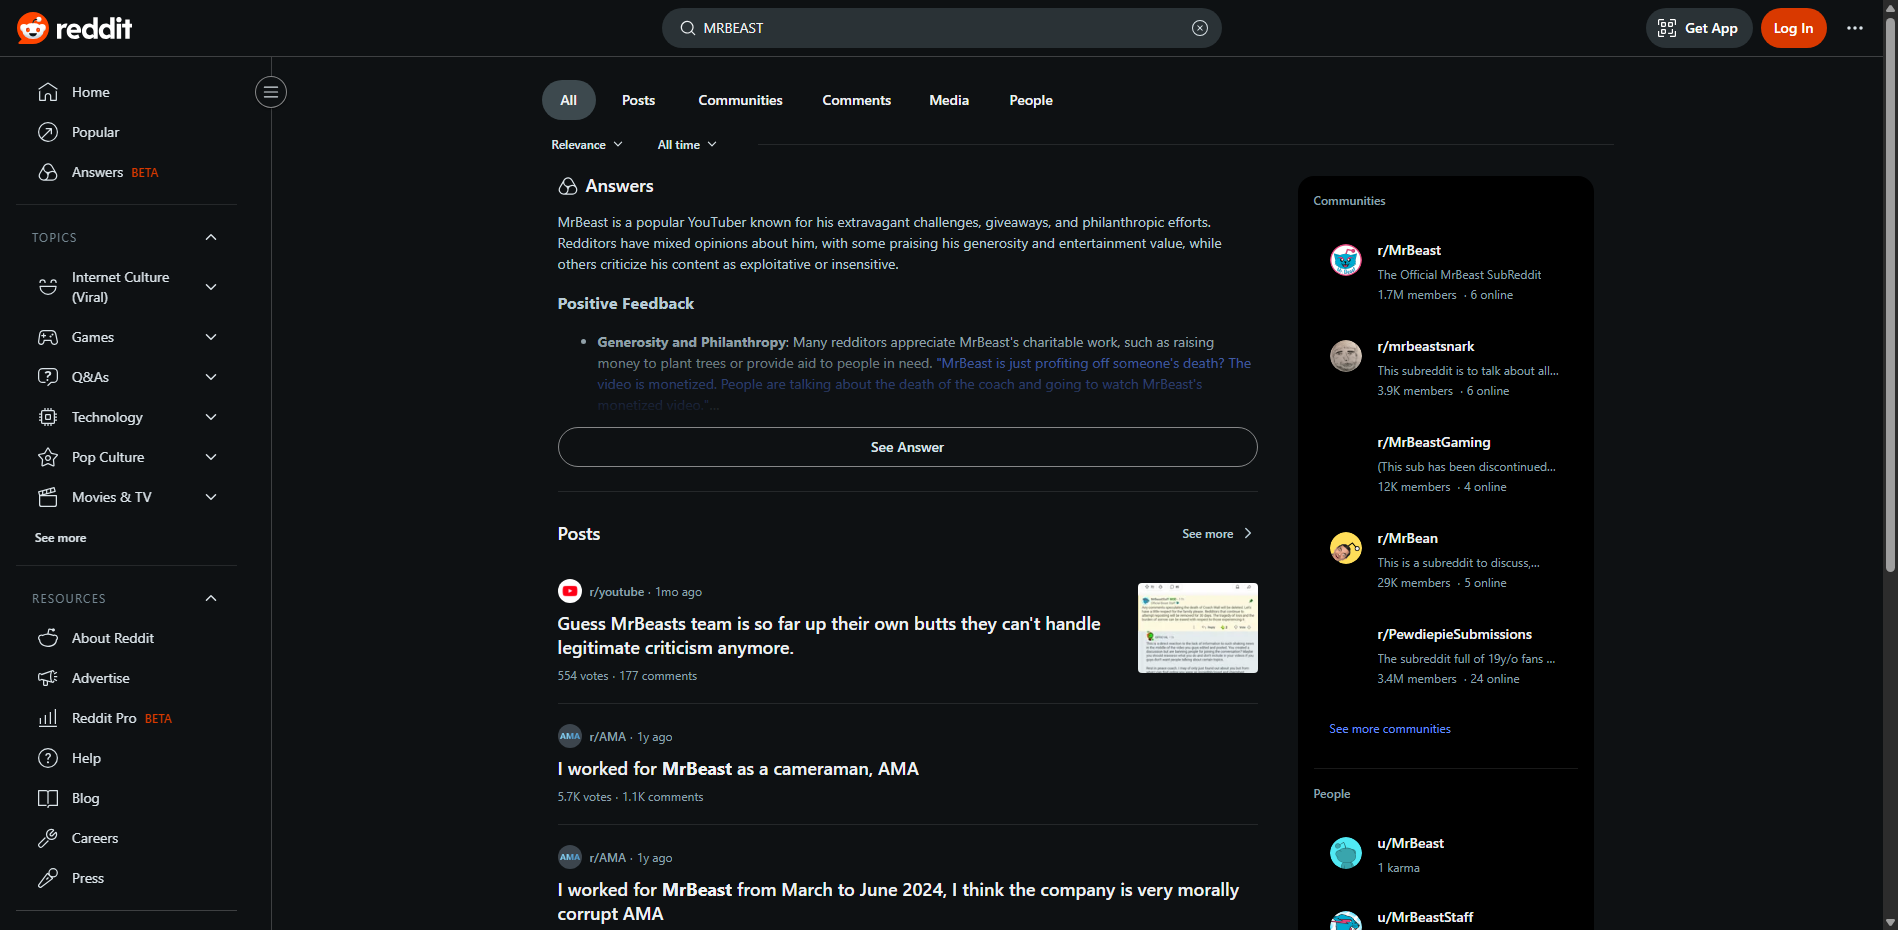 reddit
MRBEAST
Get App
Log In
Home
Popular
Answers BETA
TOPICS
Internet Culture
(Viral)
Games
Q&As
Technology
Pop Culture
Movies & TV
See more
RESOURCES
About Reddit
Advertise
Reddit Pro BETA
Help
Blog
Careers
Press
All Posts Communities Comments Media People
Relevance All time
Answers
MrBeast is a popular YouTuber known for his extravagant challenges, giveaways, and philanthropic efforts.
Redditors have mixed opinions about him, with some praising his generosity and entertainment value, while
others criticize his content as exploitative or insensitive.
Positive Feedback
• Generosity and Philanthropy: Many redditors appreciate MrBeast's charitable work, such as raising
money to plant trees or provide aid to people in need. "MrBeast is just profiting off someone's death? The
video is monetized. People are talking about the death of the coach and going to watch MrBeast's
monetized video."...
See Answer
Posts
See more
r/youtube · 1mo ago
Guess MrBeasts team is so far up their own butts they can't handle
legitimate criticism anymore.
554 votes · 177 comments
AMA r/AMA · 1y ago
I worked for MrBeast as a cameraman, AMA
5.7K votes · 1.1K comments
AMA r/AMA · 1y ago
I worked for MrBeast from March to June 2024, I think the company is very morally
corrupt AMA
Communities
r/MrBeast
The Official MrBeast SubReddit
1.7M members · 6 online
r/mrbeastsnark
This subreddit is to talk about all...
3.9K members · 6 online
r/MrBeastGaming
(This sub has been discontinued...
12K members · 4 online
r/MrBean
This is a subreddit to discuss,...
29K members · 5 online
r/PewdiepieSubmissions
The subreddit full of 19y/o fans ...
3.4M members · 24 online
See more communities
People
u/MrBeast
1 karma
u/MrBeastStaff